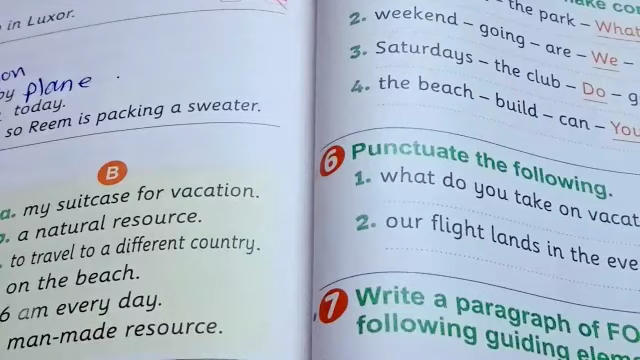 in Luxor.
on
by plane
today.
so Reem is packing a sweater.
B
a. my suitcase for vacation.
a natural resource.
to travel to a different country.
on the beach.
6 am every day.
man-made resource.
the park – What
2. weekend – going – are – We –
3. Saturdays – the club – Do – g
4. the beach – build – can – You
6 Punctuate the following.
1. what do you take on vacat
2. our flight lands in the eve
7 Write a paragraph of FO
following guiding elem